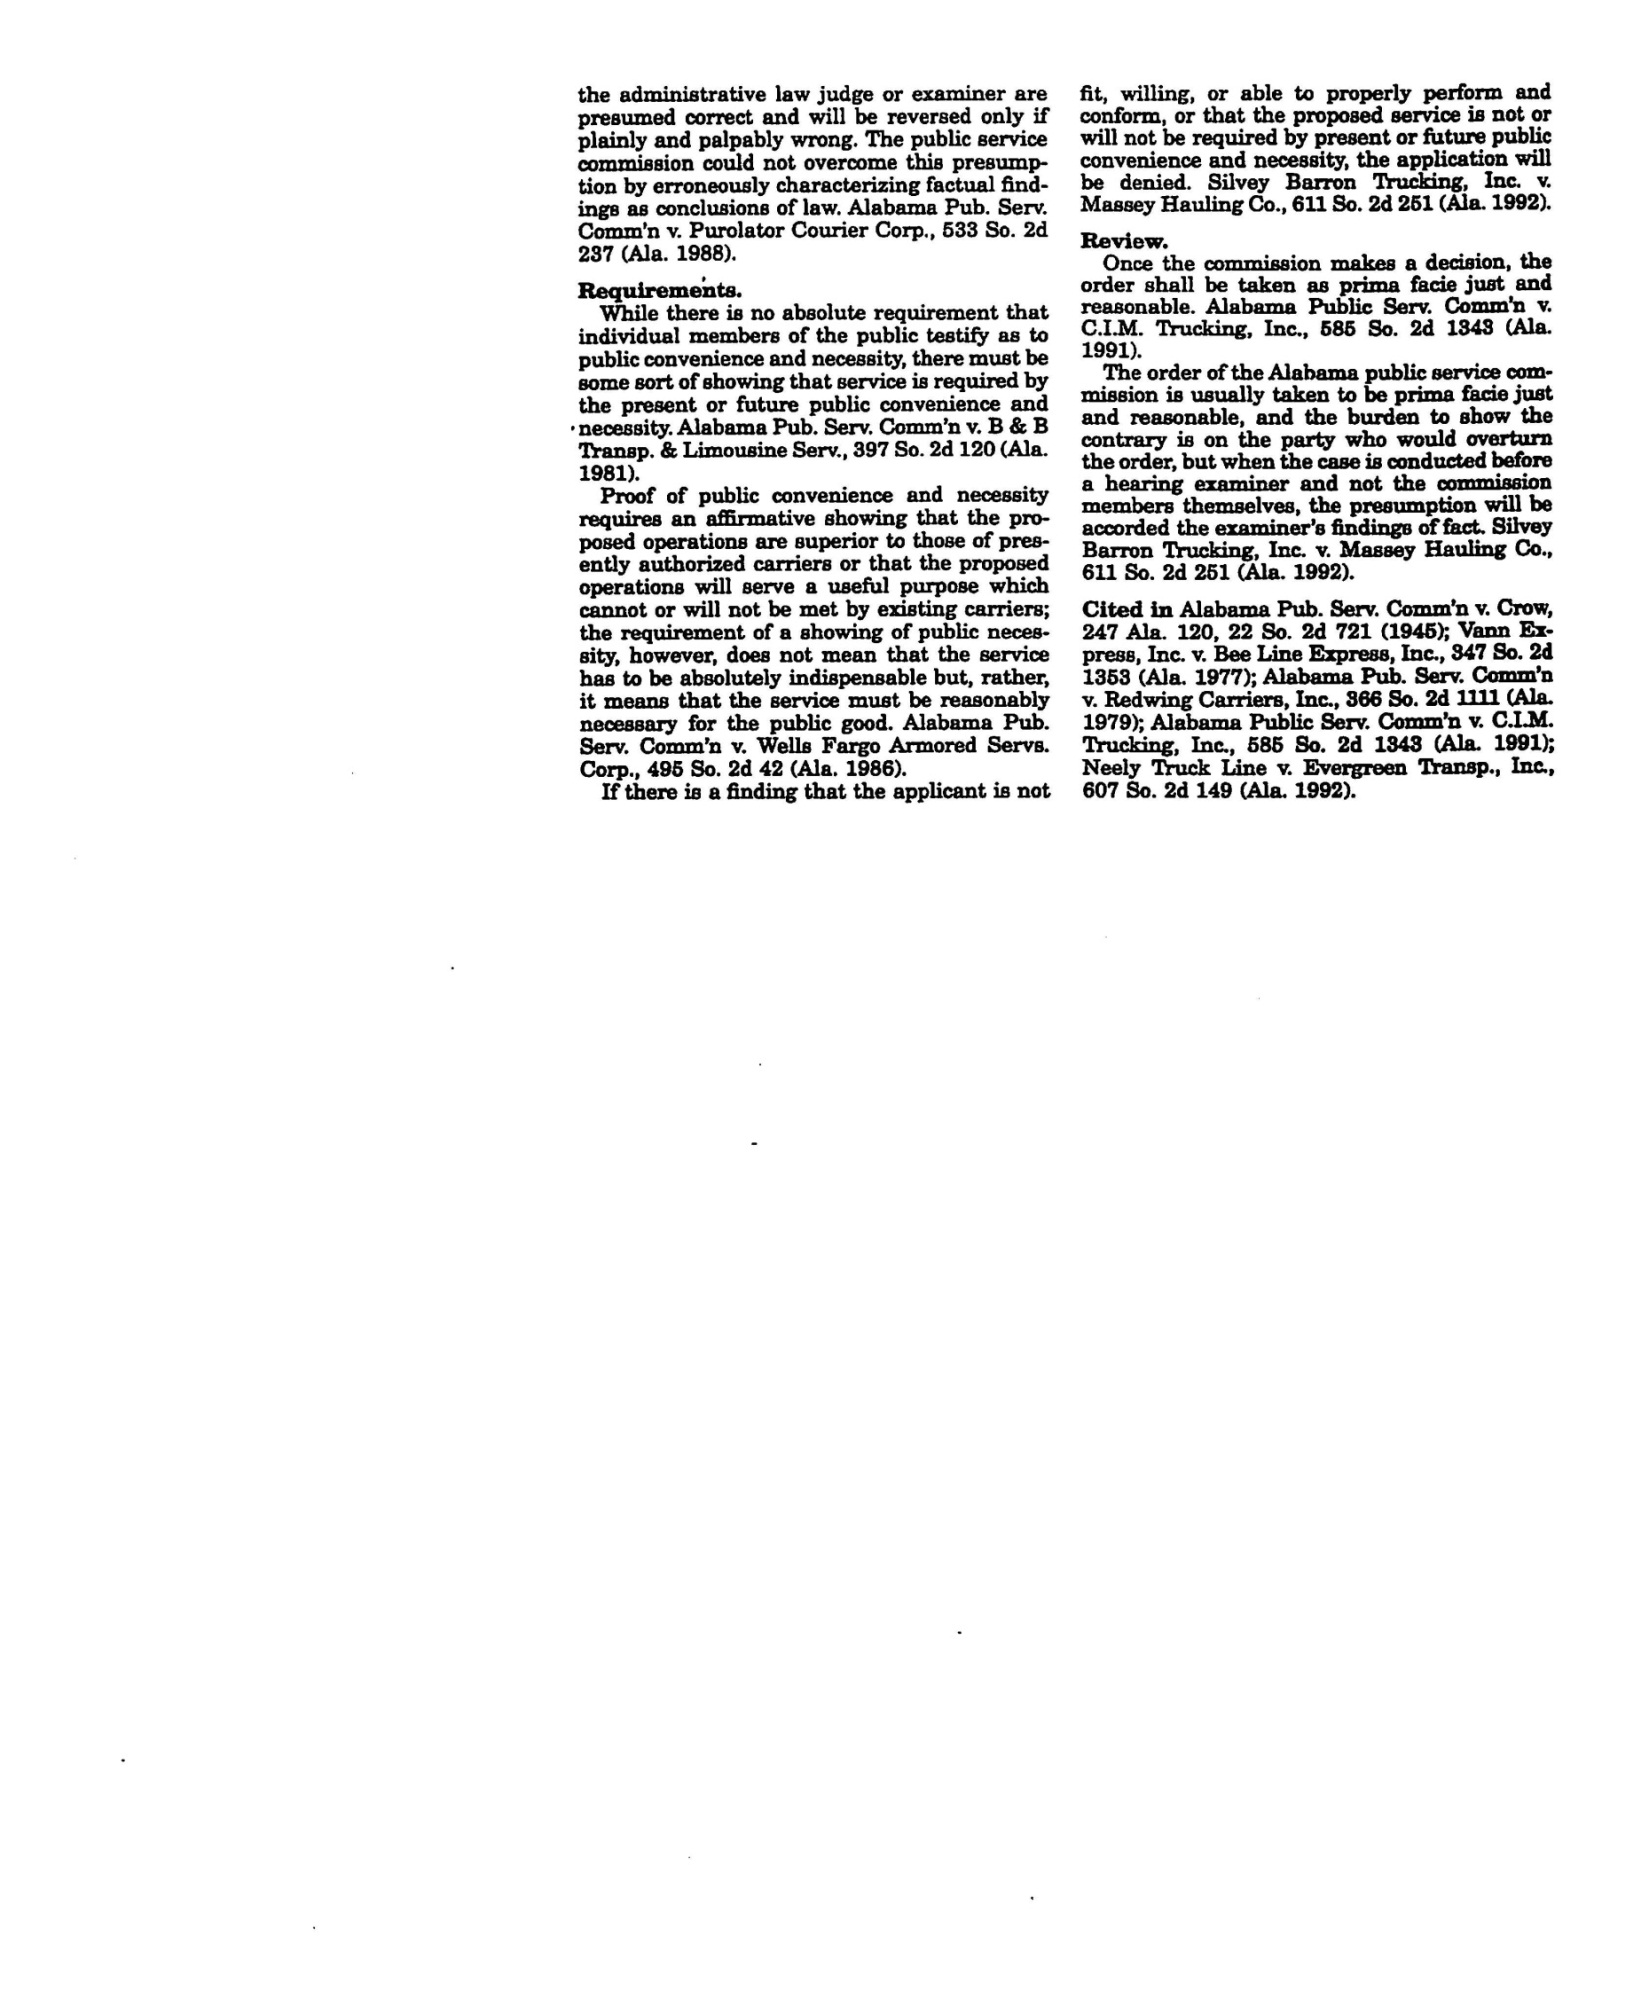 the administrative law judge or examiner are
presumed correct and will be reversed only if
plainly and palpably wrong. The public service
commission could not overcome this presump-
tion by erroneously characterizing factual find-
ings as conclusions of law. Alabama Pub. Serv.
Comm'n v. Purolator Courier Corp., 533 So. 2d
237 (Ala. 1988).
Requirements.
While there is no absolute requirement that
individual members of the public testify as to
public convenience and necessity, there must be
some sort of showing that service is required by
the present or future public convenience and
necessity. Alabama Pub. Serv. Comm'n v. B & B
Transp. & Limousine Serv., 397 So. 2d 120 (Ala.
1981).
Proof of public convenience and necessity
requires an affirmative showing that the pro-
posed operations are superior to those of pres-
ently authorized carriers or that the proposed
operations will serve a useful purpose which
cannot or will not be met by existing carriers;
the requirement of a showing of public neces-
sity, however, does not mean that the service
has to be absolutely indispensable but, rather,
it means that the service must be reasonably
necessary for the public good. Alabama Pub.
Serv. Comm'n v. Wells Fargo Armored Servs.
Corp., 495 So. 2d 42 (Ala. 1986).
If there is a finding that the applicant is not
fit, willing, or able to properly perform and
conform, or that the proposed service is not or
will not be required by present or future public
convenience and necessity, the application will
be denied. Silvey Barron Trucking, Inc. v.
Massey Hauling Co., 611 So. 2d 251 (Ala. 1992).
Review.
Once the commission makes a decision, the
order shall be taken as prima facie just and
reasonable. Alabama Public Serv. Comm'n v.
C.I.M. Trucking, Inc., 585 So. 2d 1343 (Ala.
1991).
The order of the Alabama public service com-
mission is usually taken to be prima facie just
and reasonable, and the burden to show the
contrary is on the party who would overturn
the order, but when the case is conducted before
a hearing examiner and not the commission
members themselves, the presumption will be
accorded the examiner's findings of fact. Silvey
Barron Trucking, Inc. v. Massey Hauling Co.,
611 So. 2d 251 (Ala. 1992).
Cited in Alabama Pub. Serv. Comm'n v. Crow,
247 Ala. 120, 22 So. 2d 721 (1945); Vann Ex-
press, Inc. v. Bee Line Express, Inc., 347 So. 2d
1353 (Ala. 1977); Alabama Pub. Serv. Comm'n
v. Redwing Carriers, Inc., 366 So. 2d 1111 (Ala.
1979); Alabama Public Serv. Comm'n v. C.I.M.
Trucking, Inc., 585 So. 2d 1343 (Ala. 1991);
Neely Truck Line v. Evergreen Transp., Inc.,
607 So. 2d 149 (Ala. 1992).